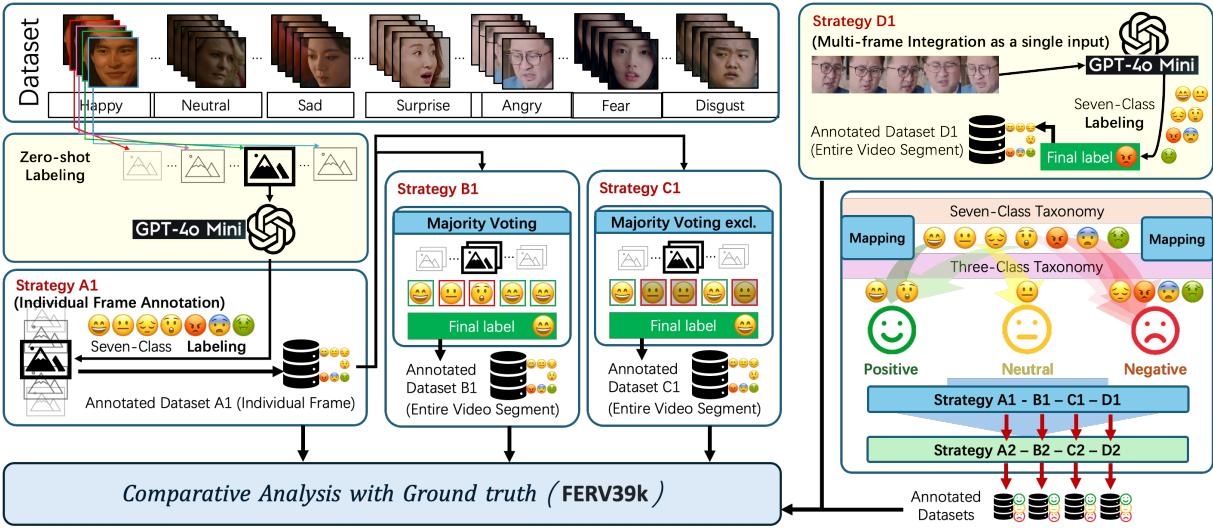 Dataset
Happy
Neutral
Sad
Surprise
Angry
Fear
Disgust
... ... ... ... ... ...
Zero-shot
Labeling
... ...
GPT-4o Mini
Strategy A1
(Individual Frame Annotation)
Seven-Class Labeling
Annotated Dataset A1 (Individual Frame)
Strategy B1
Majority Voting
... ...
Final label
Annotated
Dataset B1
(Entire Video Segment)
Strategy C1
Majority Voting excl.
... ...
Final label
Annotated
Dataset C1
(Entire Video Segment)
Strategy D1
(Multi-frame Integration as a single input)
GPT-4o Mini
Seven-Class
Labeling
Annotated Dataset D1
(Entire Video Segment)
Final label
Seven-Class Taxonomy
Mapping
Mapping
Three-Class Taxonomy
Positive
Neutral
Negative
Strategy A1 - B1 – C1 – D1
Strategy A2 – B2 – C2 – D2
Annotated
Datasets
Comparative Analysis with Ground truth ( FERV39k )